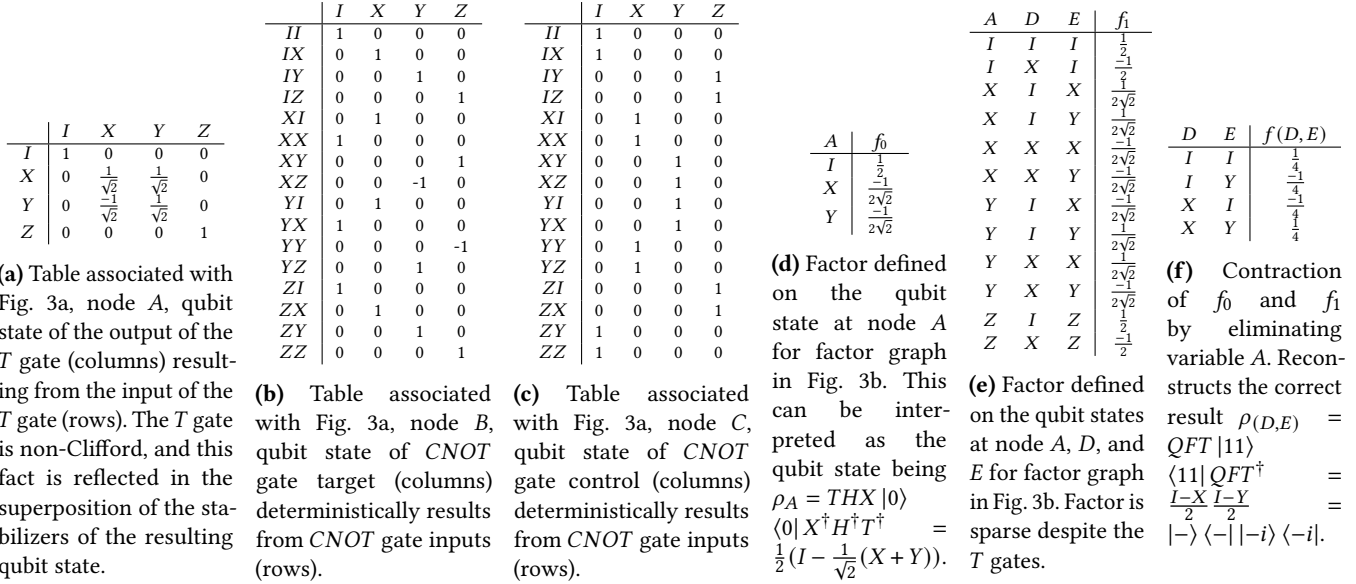 I X Y Z
I 1 0 0 0
X 0 1/√2 1/√2 0
Y 0 -1/√2 1/√2 0
Z 0 0 0 1
(a) Table associated with
Fig. 3a, node A, qubit
state of the output of the
T gate (columns) result-
ing from the input of the
T gate (rows). The T gate
is non-Clifford, and this
fact is reflected in the
superposition of the sta-
bilizers of the resulting
qubit state.
I X Y Z
II 1 0 0 0
IX 0 1 0 0
IY 0 0 1 0
IZ 0 0 0 1
XI 0 1 0 0
XX 1 0 0 0
XY 0 0 0 1
XZ 0 0 -1 0
YI 0 1 0 0
YX 1 0 0 0
YY 0 0 0 -1
YZ 0 0 1 0
ZI 1 0 0 0
ZX 0 1 0 0
ZY 0 0 1 0
ZZ 0 0 0 1
(b) Table associated
with Fig. 3a, node B,
qubit state of CNOT
gate target (columns)
deterministically results
from CNOT gate inputs
(rows).
I X Y Z
II 1 0 0 0
IX 1 0 0 0
IY 0 0 0 1
IZ 0 0 0 1
XI 0 1 0 0
XX 0 1 0 0
XY 0 0 1 0
XZ 0 0 1 0
YI 0 0 1 0
YX 0 0 1 0
YY 0 1 0 0
YZ 0 1 0 0
ZI 0 0 0 1
ZX 0 0 0 1
ZY 1 0 0 0
ZZ 1 0 0 0
(c) Table associated
with Fig. 3a, node C,
qubit state of CNOT
gate control (columns)
deterministically results
from CNOT gate inputs
(rows).
A f₀
I 1/2
X -1/2√2
Y -1/2√2
(d) Factor defined
on the qubit
state at node A
for factor graph
in Fig. 3b. This
can be inter-
preted as the
qubit state being
ρ_A = THX |0⟩
⟨0| X†H†T† =
1/2(I − 1/√2(X + Y)).
A D E f₁
I I I 1/2
I X I -1/2
X I X 1/2√2
X I Y 1/2√2
X X X -1/2√2
X X Y -1/2√2
Y I X -1/2√2
Y I Y 1/2√2
Y X X 1/2√2
Y X Y -1/2√2
Z I Z 1/2
Z X Z -1/2
(e) Factor defined
on the qubit states
at node A, D, and
E for factor graph
in Fig. 3b. Factor is
sparse despite the
T gates.
D E f(D, E)
I I 1/4
I Y -1/4
X I -1/4
X Y 1/4
(f) Contraction
of f₀ and f₁
by eliminating
variable A. Recon-
structs the correct
result ρ_(D,E) =
QFT |11⟩
⟨11| QFT† =
I−X/2 I−Y/2 =
|−⟩ ⟨−| |−i⟩ ⟨−i|.